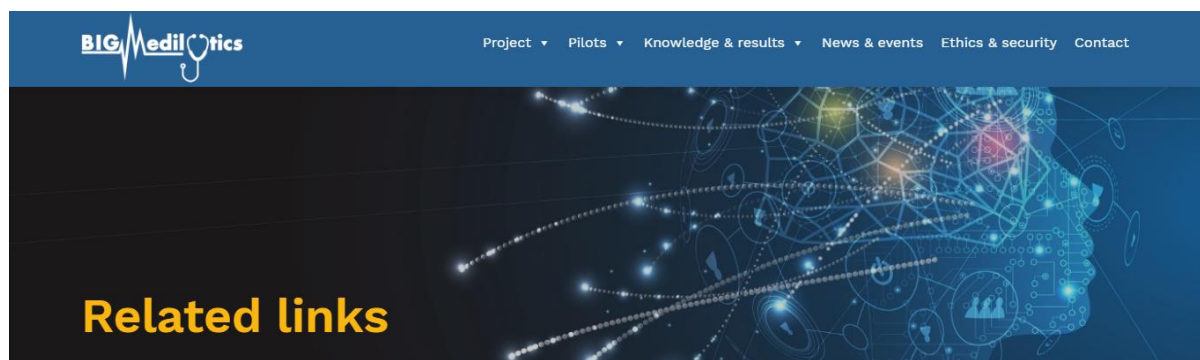 BIGMedilytics
Project Pilots Knowledge & results News & events Ethics & security Contact
Related links